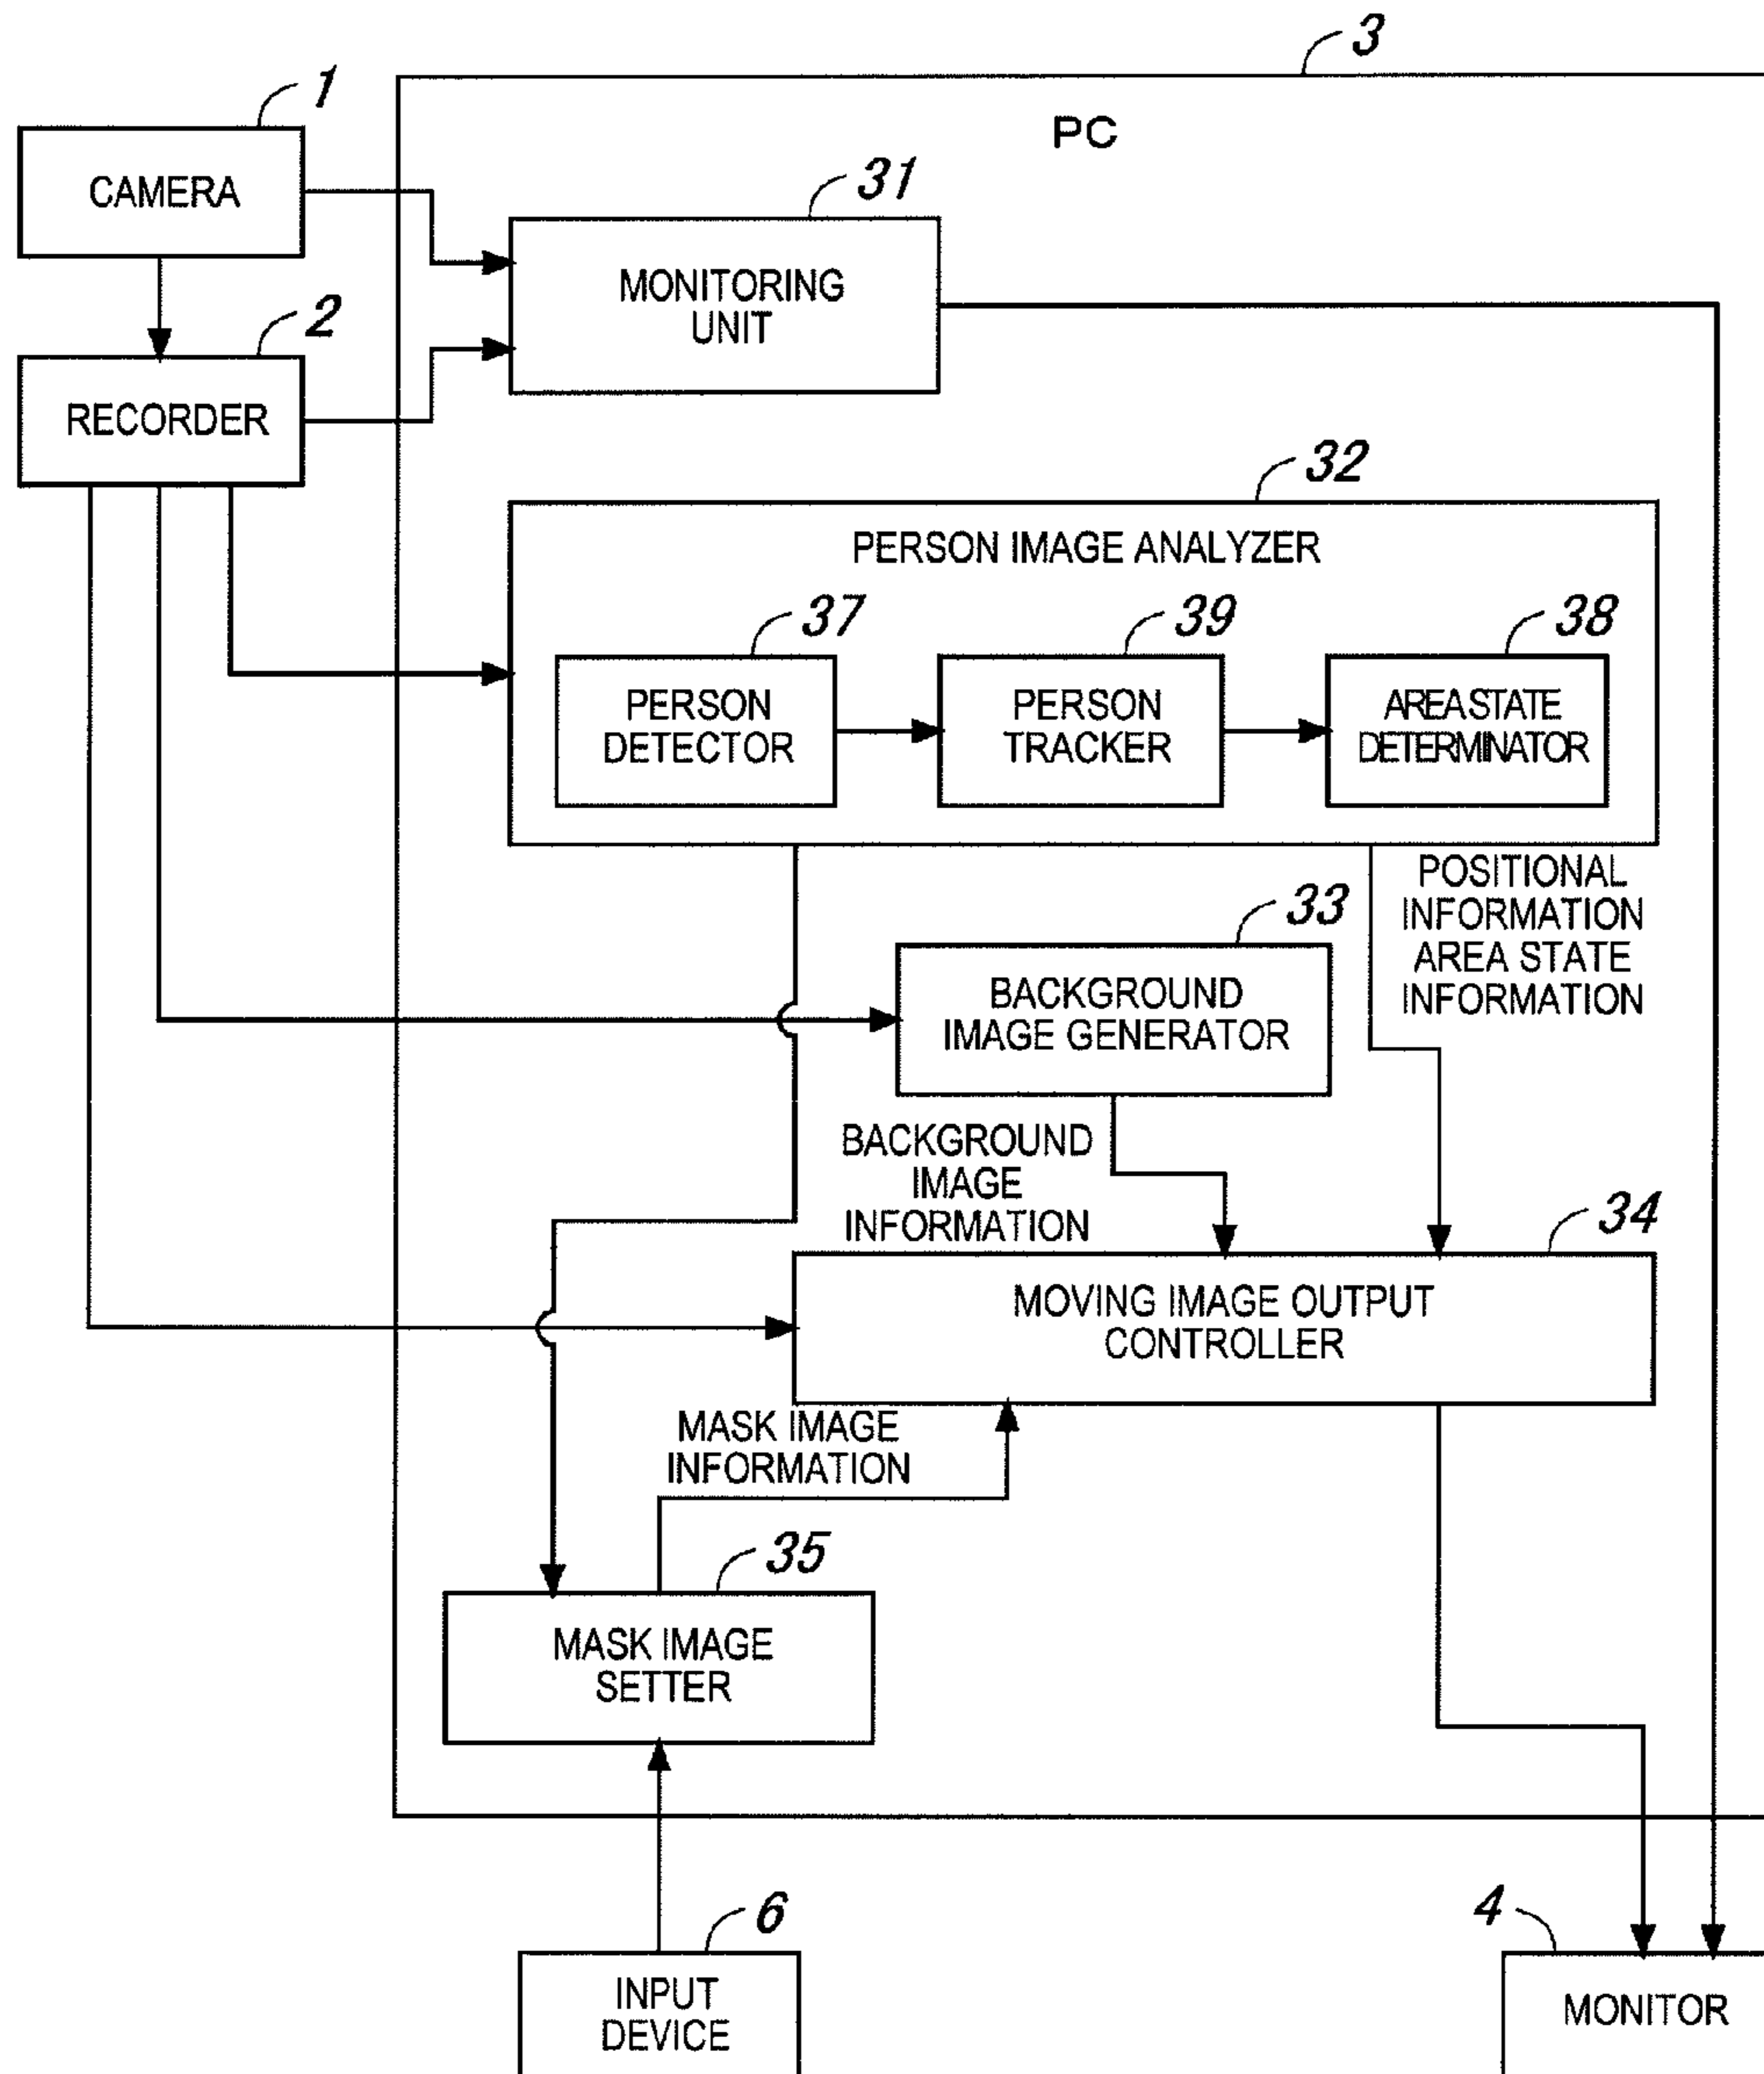 3
PC
1
CAMERA
31
MONITORING
UNIT
2
RECORDER
32
PERSON IMAGE ANALYZER
37
PERSON
DETECTOR
39
PERSON
TRACKER
38
AREA STATE
DETERMINATOR
POSITIONAL
INFORMATION
AREA STATE
INFORMATION
33
BACKGROUND
IMAGE GENERATOR
BACKGROUND
IMAGE
INFORMATION
34
MOVING IMAGE OUTPUT
CONTROLLER
MASK IMAGE
INFORMATION
35
MASK IMAGE
SETTER
6
INPUT
DEVICE
4
MONITOR